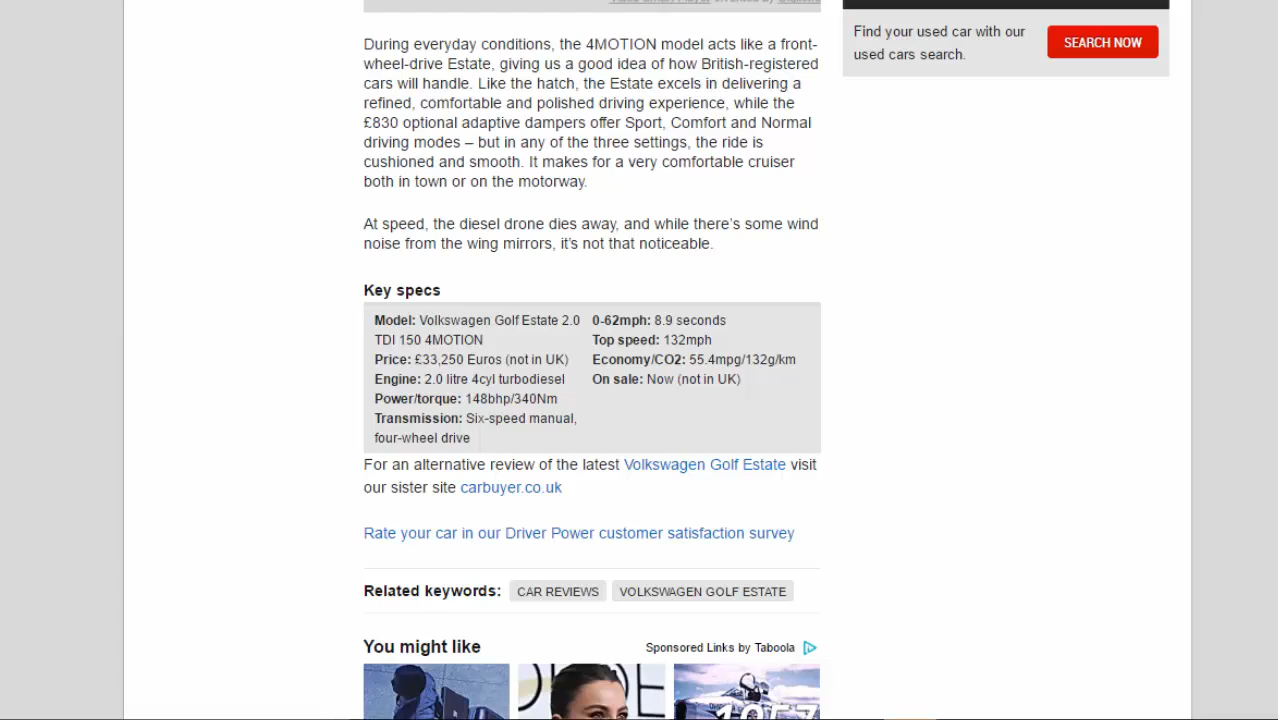 During everyday conditions, the 4MOTION model acts like a front-
wheel-drive Estate, giving us a good idea of how British-registered
cars will handle. Like the hatch, the Estate excels in delivering a
refined, comfortable and polished driving experience, while the
£830 optional adaptive dampers offer Sport, Comfort and Normal
driving modes – but in any of the three settings, the ride is
cushioned and smooth. It makes for a very comfortable cruiser
both in town or on the motorway.
At speed, the diesel drone dies away, and while there’s some wind
noise from the wing mirrors, it’s not that noticeable.
Key specs
Model: Volkswagen Golf Estate 2.0
TDI 150 4MOTION
Price: £33,250 Euros (not in UK)
Engine: 2.0 litre 4cyl turbodiesel
Power/torque: 148bhp/340Nm
Transmission: Six-speed manual,
four-wheel drive
0-62mph: 8.9 seconds
Top speed: 132mph
Economy/CO2: 55.4mpg/132g/km
On sale: Now (not in UK)
For an alternative review of the latest Volkswagen Golf Estate visit
our sister site carbuyer.co.uk
Rate your car in our Driver Power customer satisfaction survey
Related keywords: CAR REVIEWS VOLKSWAGEN GOLF ESTATE
You might like
Sponsored Links by Taboola
Find your used car with our
used cars search.
SEARCH NOW